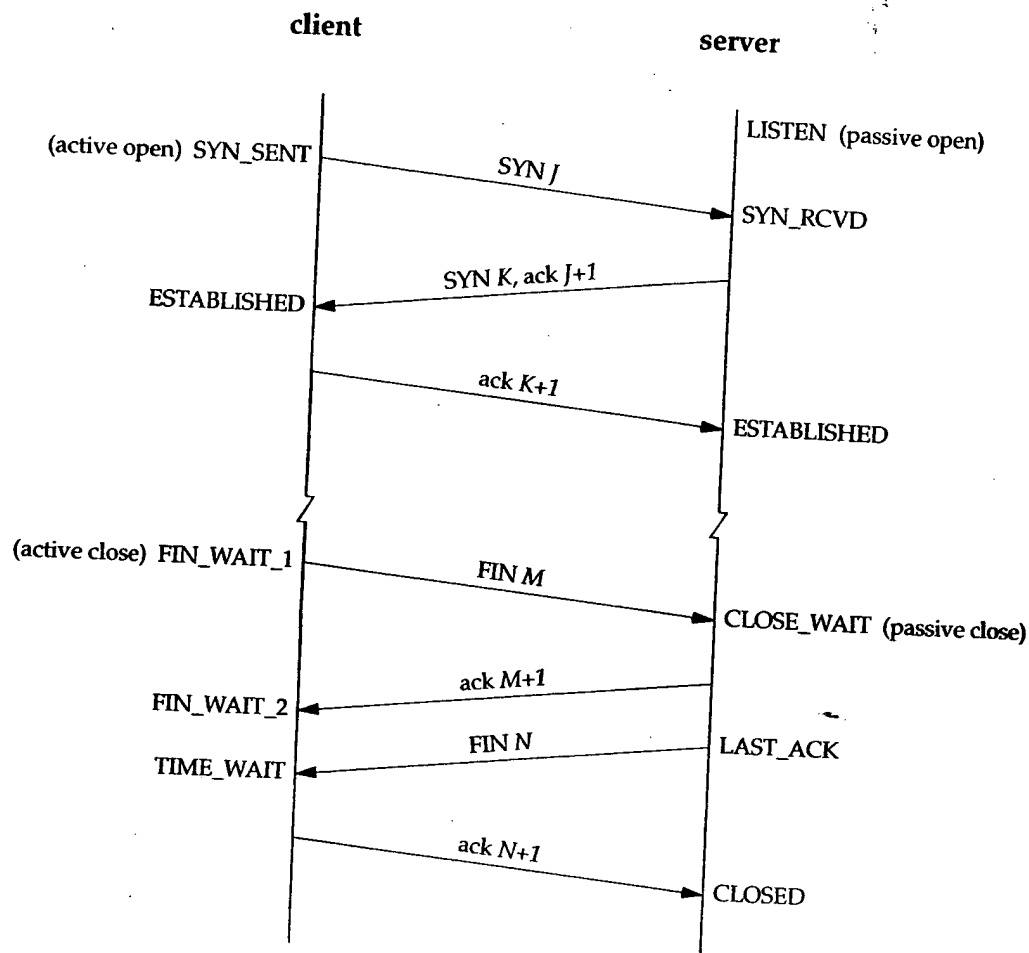 client
server
LISTEN (passive open)
(active open) SYN_SENT
SYN J
SYN_RCVD
SYN K, ack J+1
ESTABLISHED
ack K+1
ESTABLISHED
(active close) FIN_WAIT_1
FIN M
CLOSE_WAIT (passive close)
ack M+1
FIN_WAIT_2
FIN N
LAST_ACK
TIME_WAIT
ack N+1
CLOSED